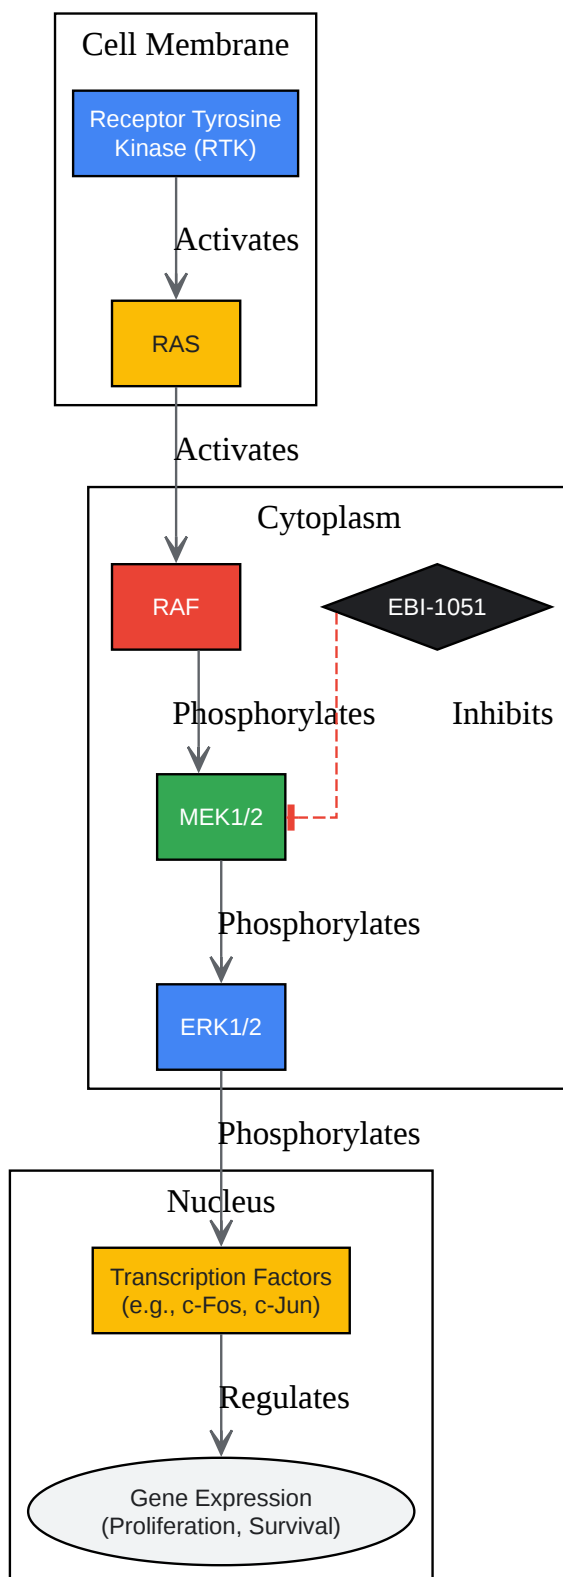 Cell Membrane
Receptor Tyrosine
Kinase (RTK)
Activates
RAS
Activates
Cytoplasm
RAF
EBI-1051
Phosphorylates
Inhibits
MEK1/2
Phosphorylates
ERK1/2
Phosphorylates
Nucleus
Transcription Factors
(e.g., c-Fos, c-Jun)
Regulates
Gene Expression
(Proliferation, Survival)